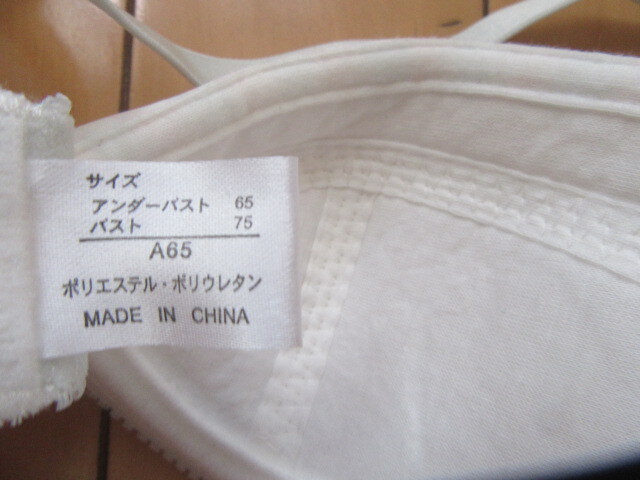 サイズ
アンダーバスト 65
バスト 75
A65
ポリエステル・ポリウレタン
MADE IN CHINA